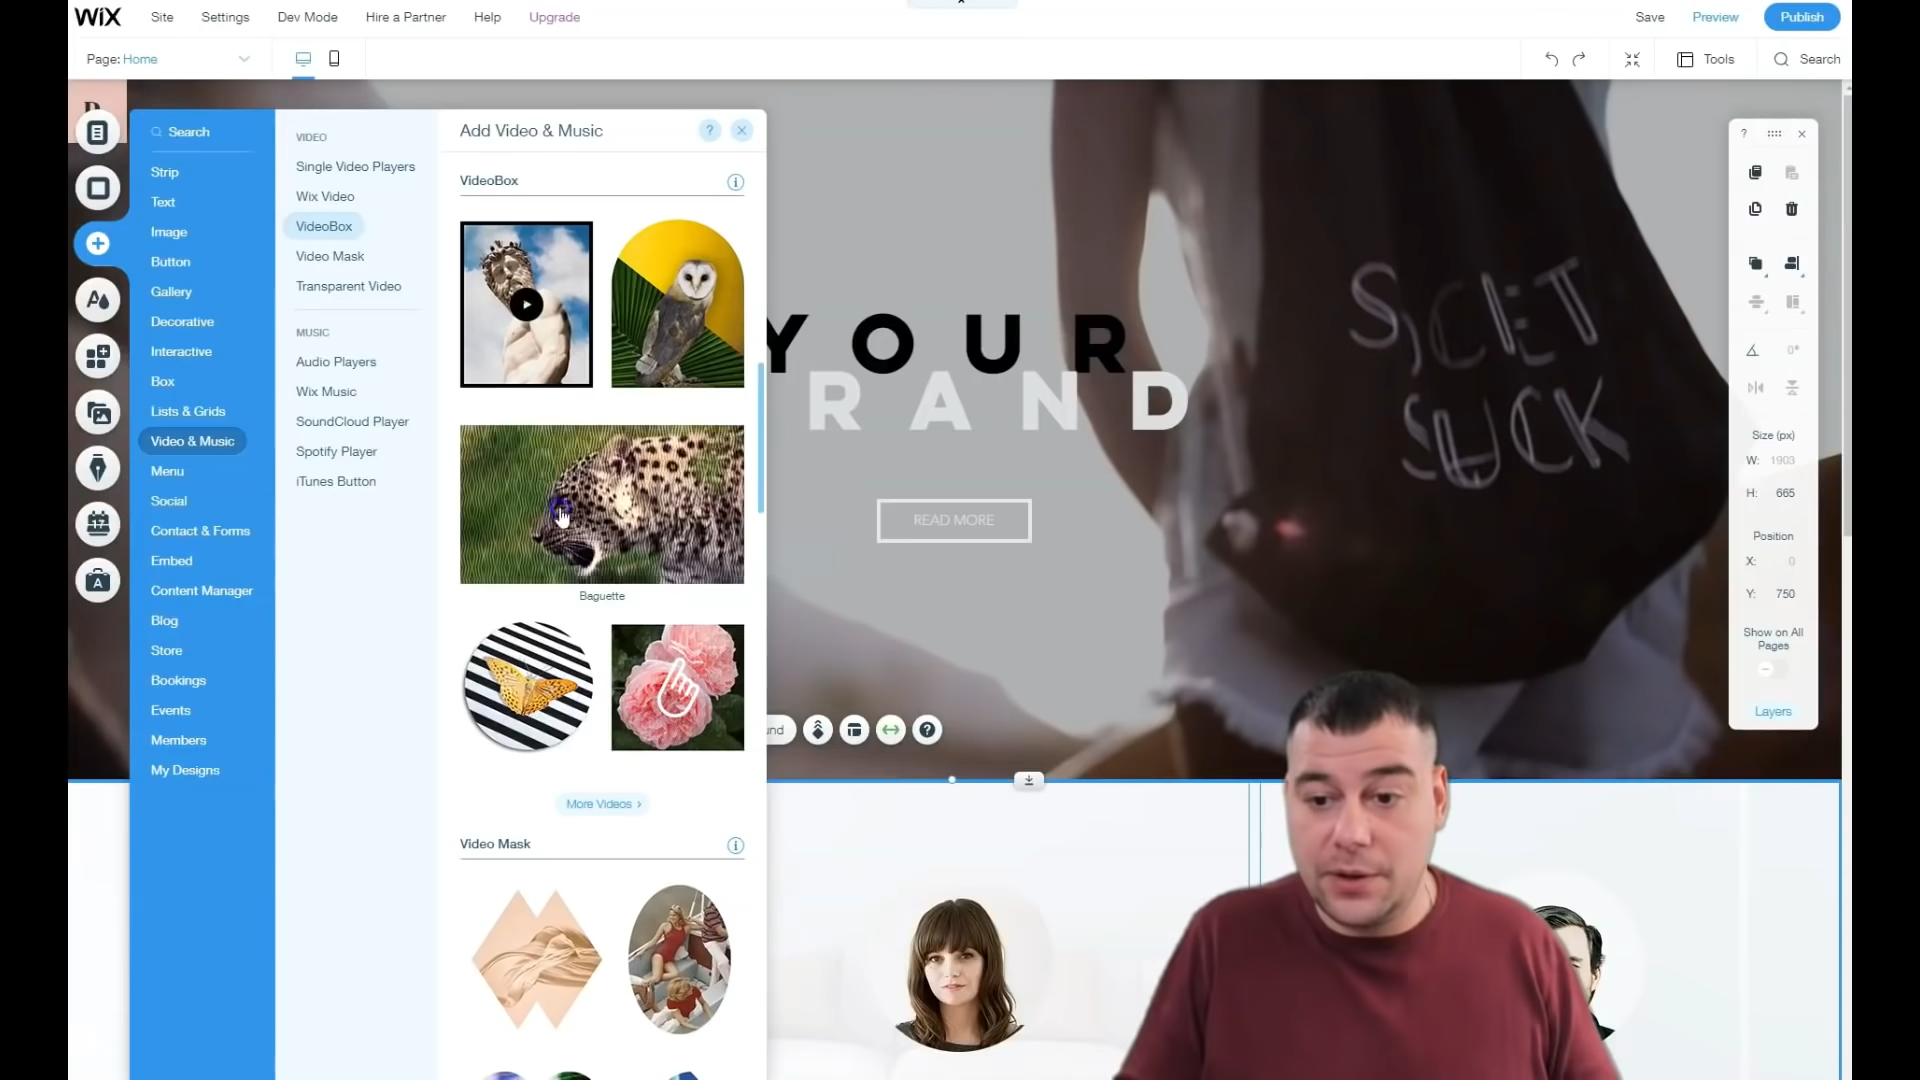 WiX Site Settings Dev Mode Hire a Partner Help Upgrade Save Preview Publish
Page: Home Tools Search
Search
Strip
Text
Image
Button
Gallery
Decorative
Interactive
Box
Lists & Grids
Video & Music
Menu
Social
Contact & Forms
Embed
Content Manager
Blog
Store
Bookings
Events
Members
My Designs
17
A
VIDEO
Single Video Players
Wix Video
VideoBox
Video Mask
Transparent Video
MUSIC
Audio Players
Wix Music
SoundCloud Player
Spotify Player
iTunes Button
Add Video & Music ?
VideoBox
Baguette
More Videos
Video Mask
YOUR
RAND
READ MORE
?
?
0°
Size (px)
W: 1903
H: 665
Position
X: 0
Y: 750
Show on All
Pages
Layers